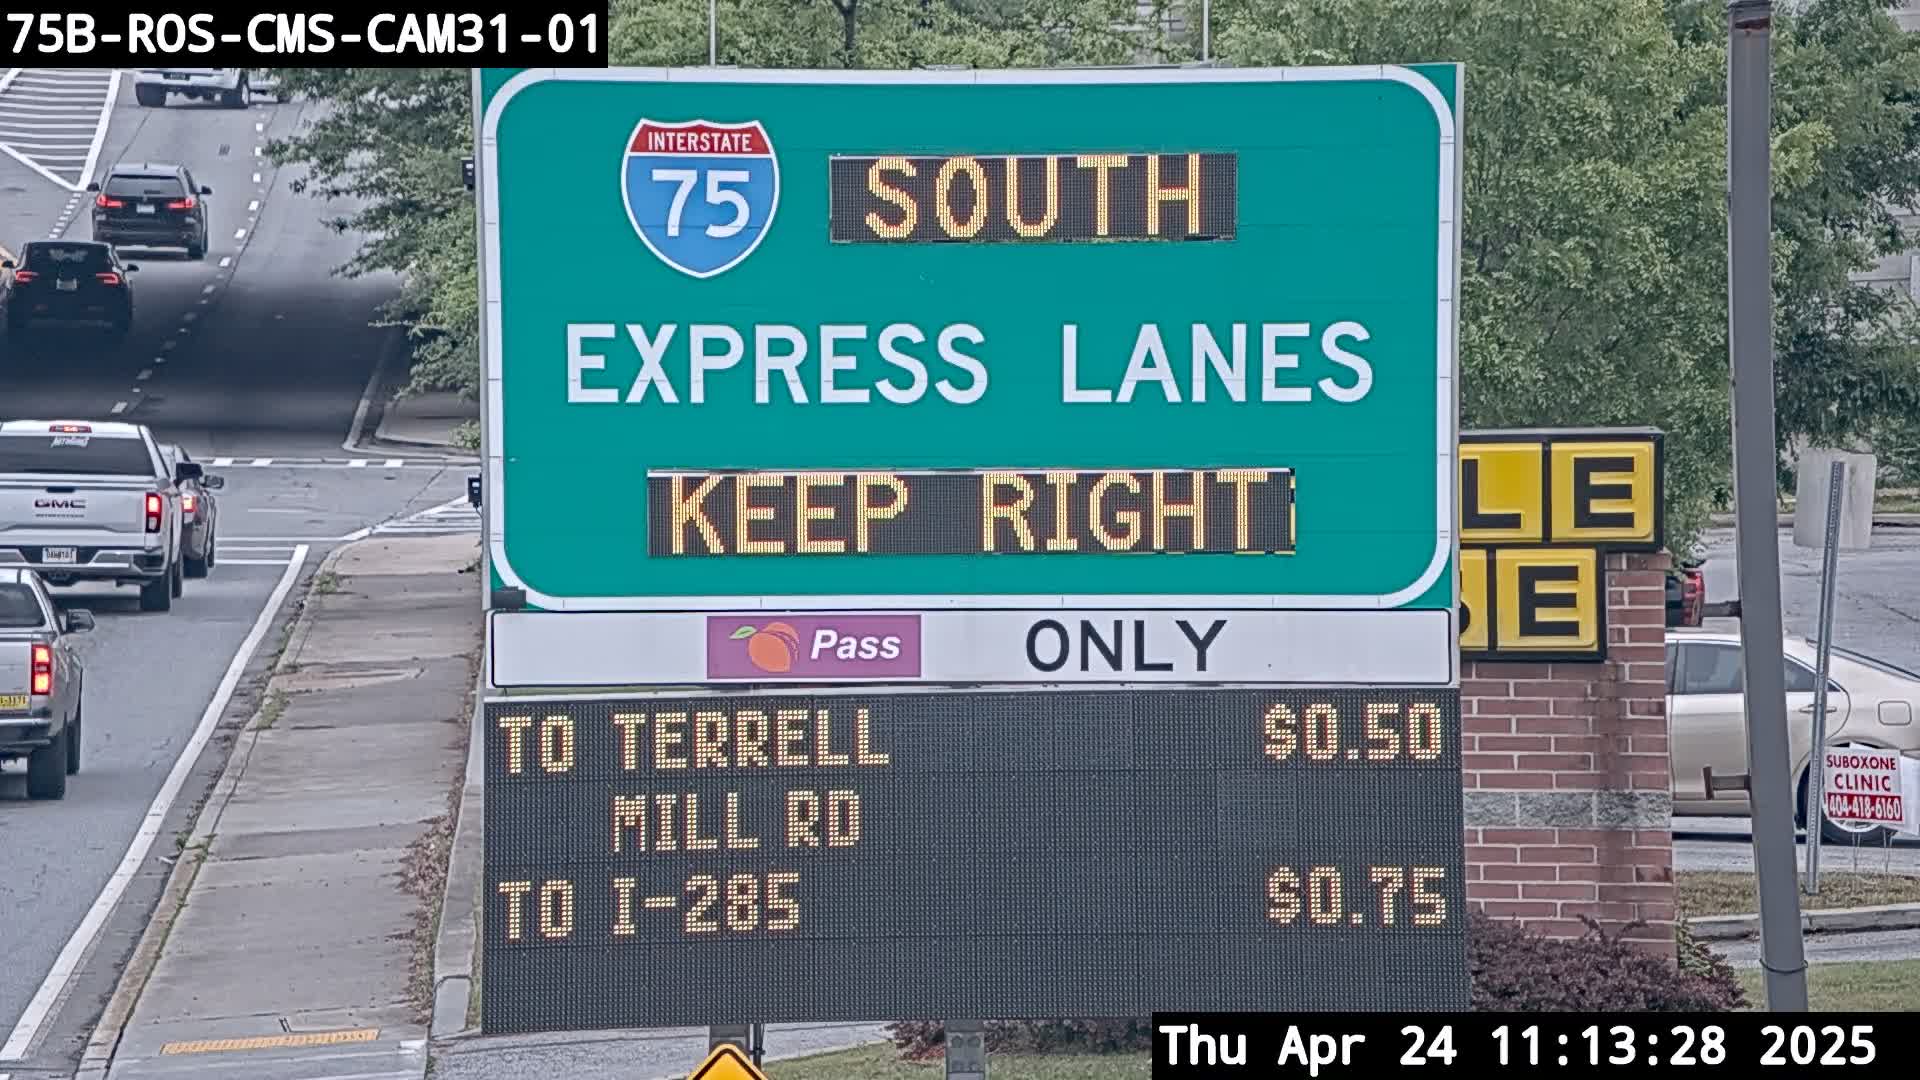 75B-ROS-CMS-CAM31-01
INTERSTATE
75
SOUTH
EXPRESS LANES
KEEP RIGHT
Pass ONLY
TO TERRELL $0.50
MILL RD
TO I-285 $0.75
GMC
LE
E
SUBOXONE
CLINIC
404-418-6160
Thu Apr 24 11:13:28 2025